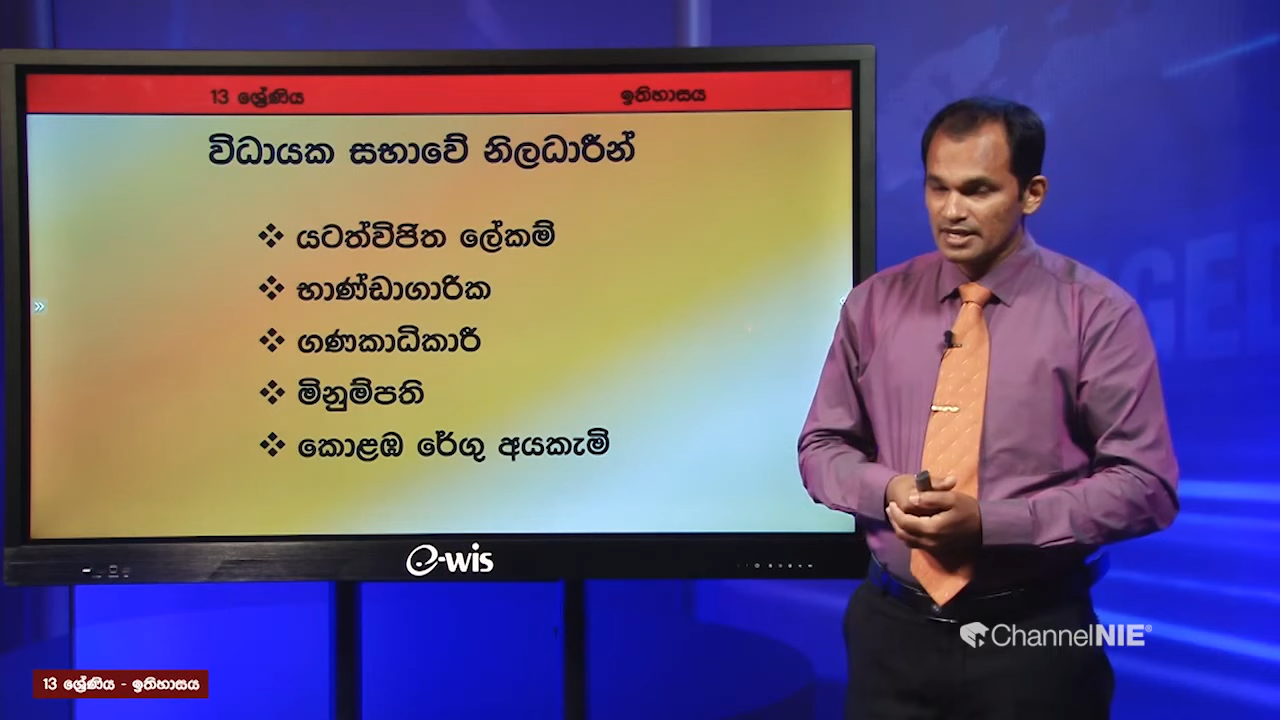 13 ශ්‍රේණිය ඉතිහාසය
විධායක සභාවේ නිලධාරීන්
❖ යටත්විජිත ලේකම්
❖ භාණ්ඩාගාරික
❖ ගණකාධිකාරී
❖ මිනුම්පති
❖ කොළඹ රේගු අයකැමි
e-wis
ChannelNIE®
13 ශ්‍රේණිය - ඉතිහාසය